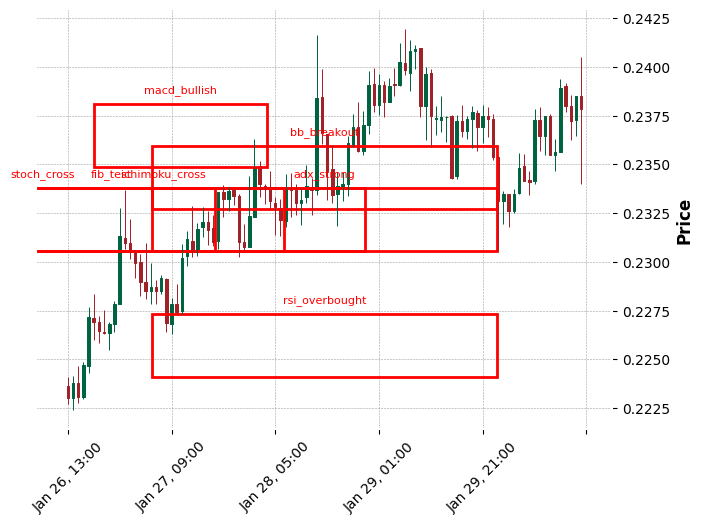 0.2425
0.2400
macd_bullish
0.2375
bb_breakout
0.2350
stoch_cross
fib_test
ichimoku_cross
adx_strong
0.2325
Price
0.2300
rsi_overbought
0.2275
0.2250
0.2225
Jan 26, 13:00
Jan 27, 09:00
Jan 28, 05:00
Jan 29, 01:00
Jan 29, 21:00